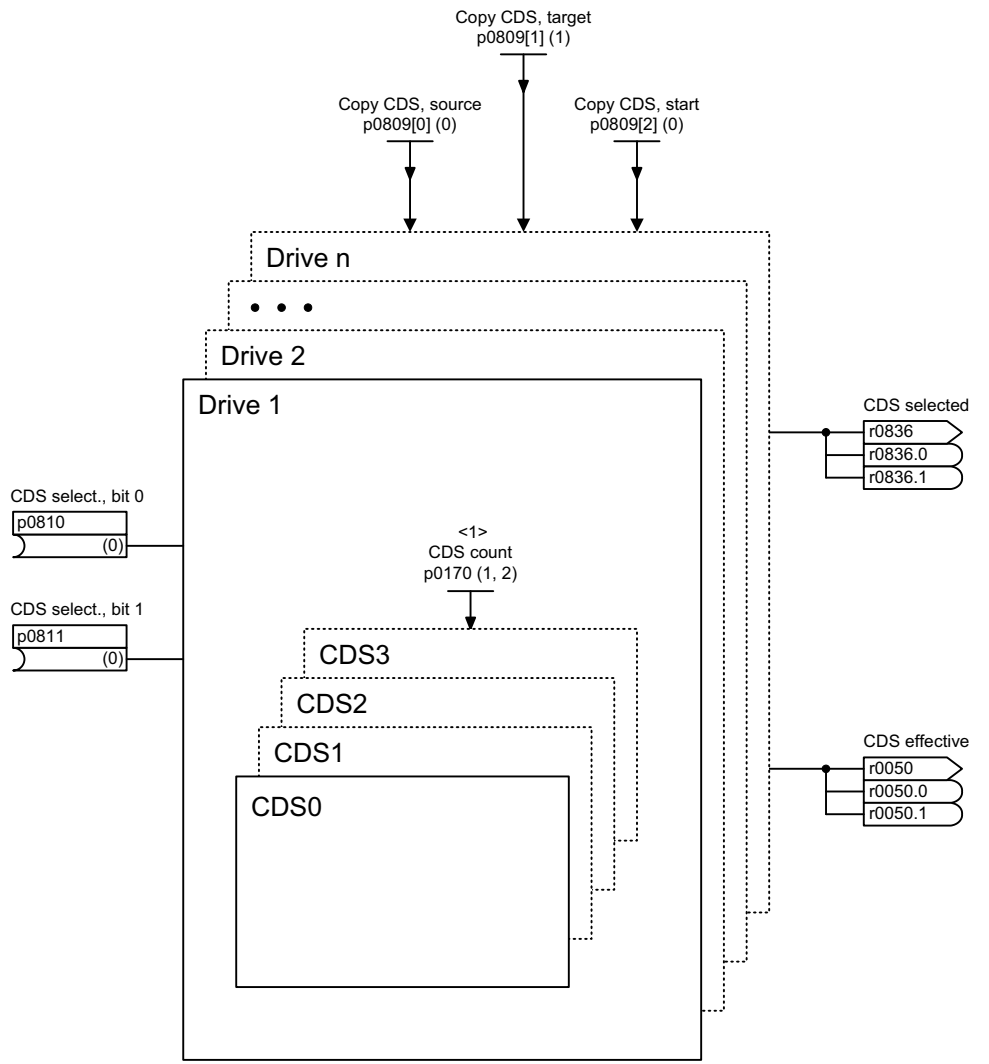 Copy CDS, target
p0809[1] (1)
Copy CDS, source
p0809[0] (0)
Copy CDS, start
p0809[2] (0)
Drive n
Drive 2
Drive 1
CDS selected
r0836
r0836.0
r0836.1
CDS select., bit 0
p0810
(0)
<1>
CDS count
p0170 (1, 2)
CDS select., bit 1
p0811
(0)
CDS3
CDS2
CDS1
CDS0
CDS effective
r0050
r0050.0
r0050.1